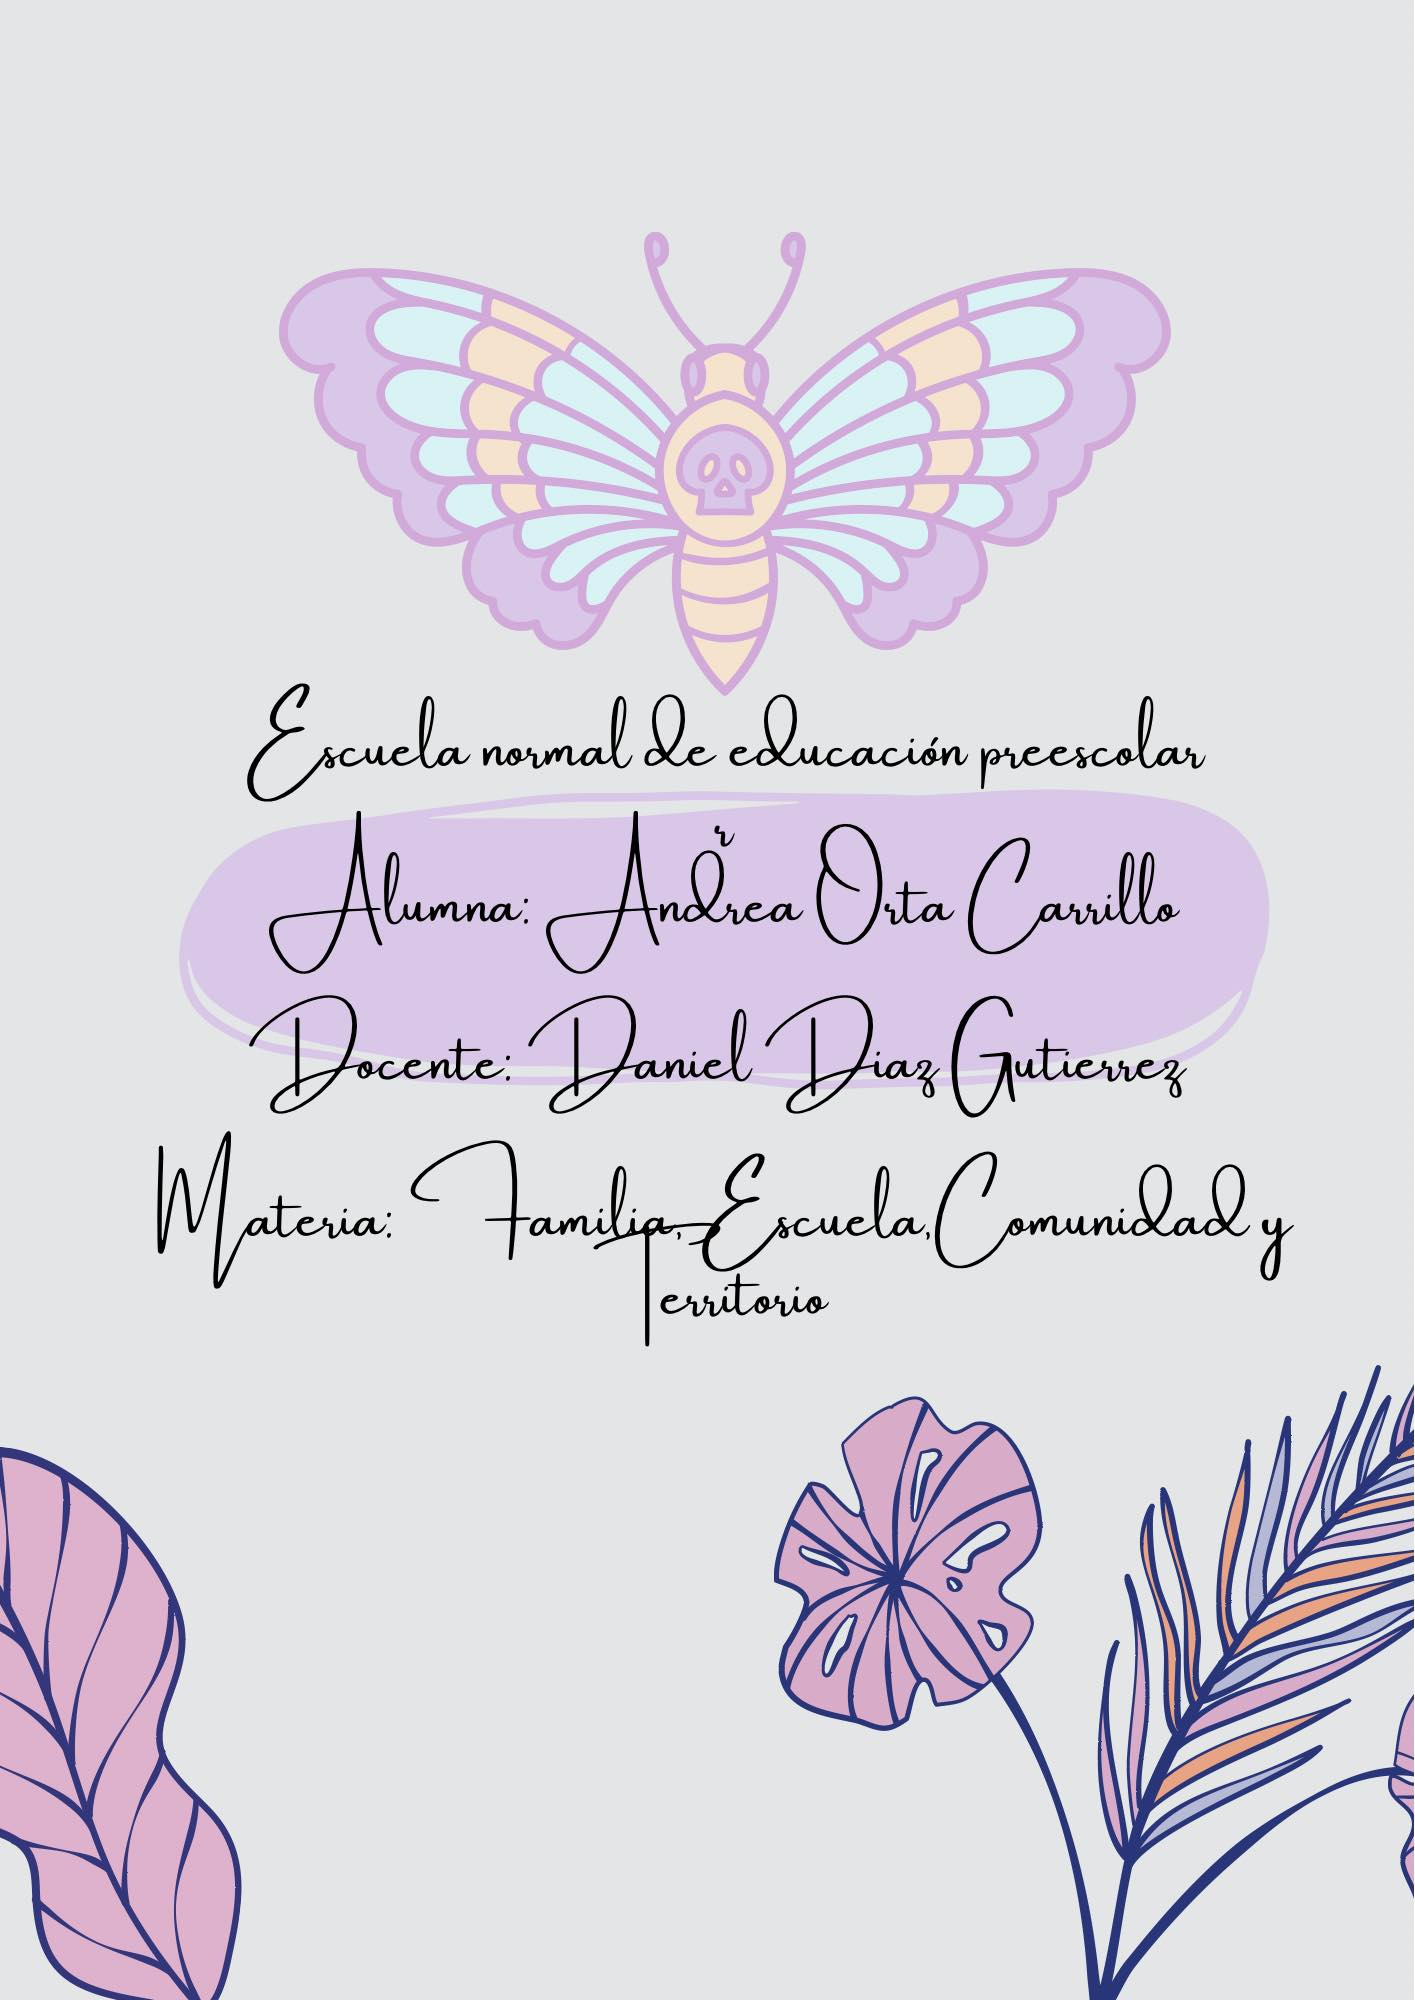 Escuela normal de educación preescolar
r
Alumna: Andrea Orta Carrillo
Docente: Daniel Diaz Gutierrez
Materia: Familia, Escuela, Comunidad y
Territorio